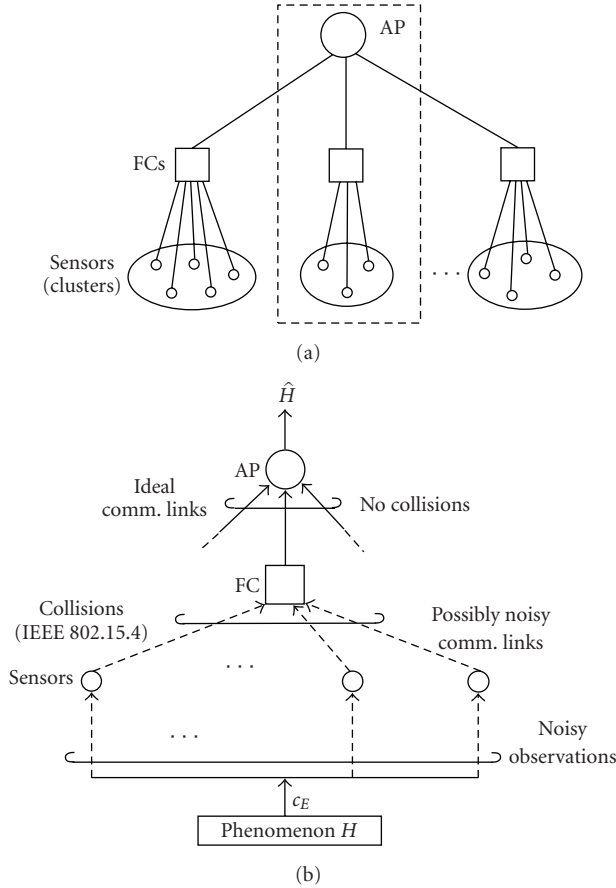 AP
FCs
Sensors
(clusters)
. . .
(a)
Ĥ
AP
Ideal
comm. links
No collisions
FC
Collisions
(IEEE 802.15.4)
Possibly noisy
comm. links
. . .
Sensors
. . .
Noisy
observations
c_E
Phenomenon H
(b)